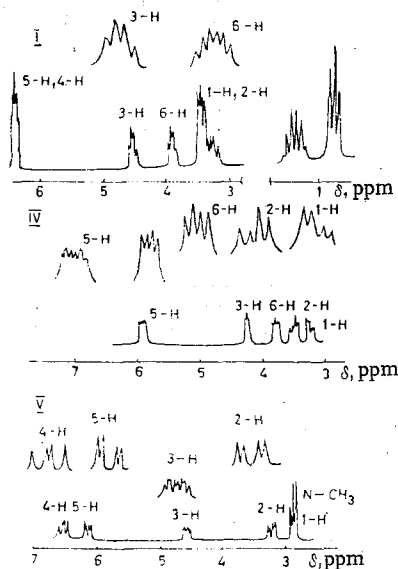 I
3-H
6-H
5-H, 4-H
3-H 6-H 1-H, 2-H
6 5 4 3 1 δ, ppm
IV
5-H
6-H 2-H 1-H
5-H 3-H 6-H 2-H
1-H
6 5 4 3 δ, ppm
V
4-H 5-H
3-H
2-H
4-H 5-H 3-H 2-H
N-CH₃
1-H
7 6 5 4 3 δ, ppm